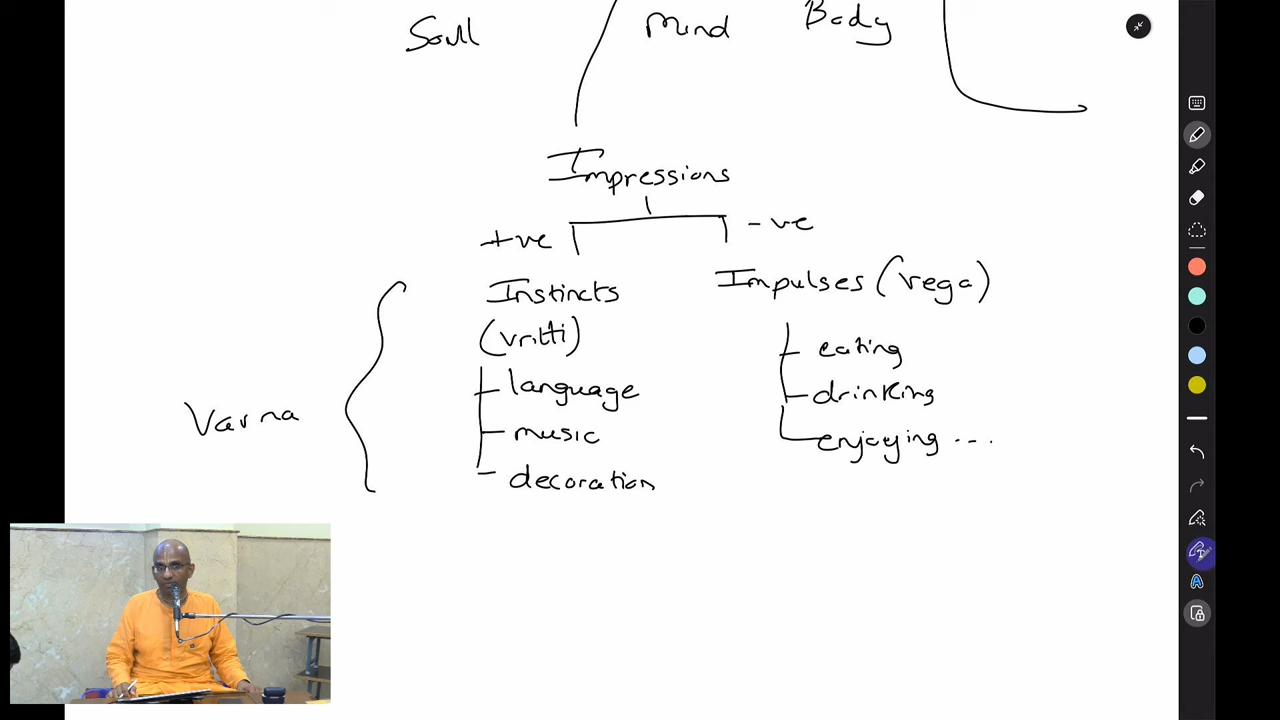 Soul Mind Body
Impressions
+ve -ve
Instincts Impulses (vega)
(vritti)
eating
language
drinking
Varna
music
enjoying ---.
decoration